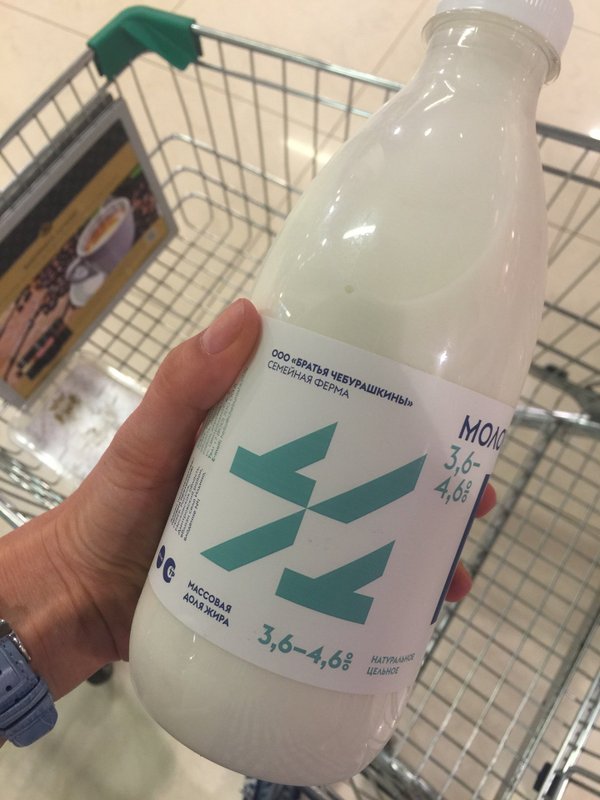 ООО «БРАТЬЯ ЧЕБУРАШКИНЫ»
СЕМЕЙНАЯ ФЕРМА
МОЛО
3,6–
4,6%
МАССОВАЯ
ДОЛЯ ЖИРА
3,6–4,6%
НАТУРАЛЬНОЕ
ЦЕЛЬНОЕ